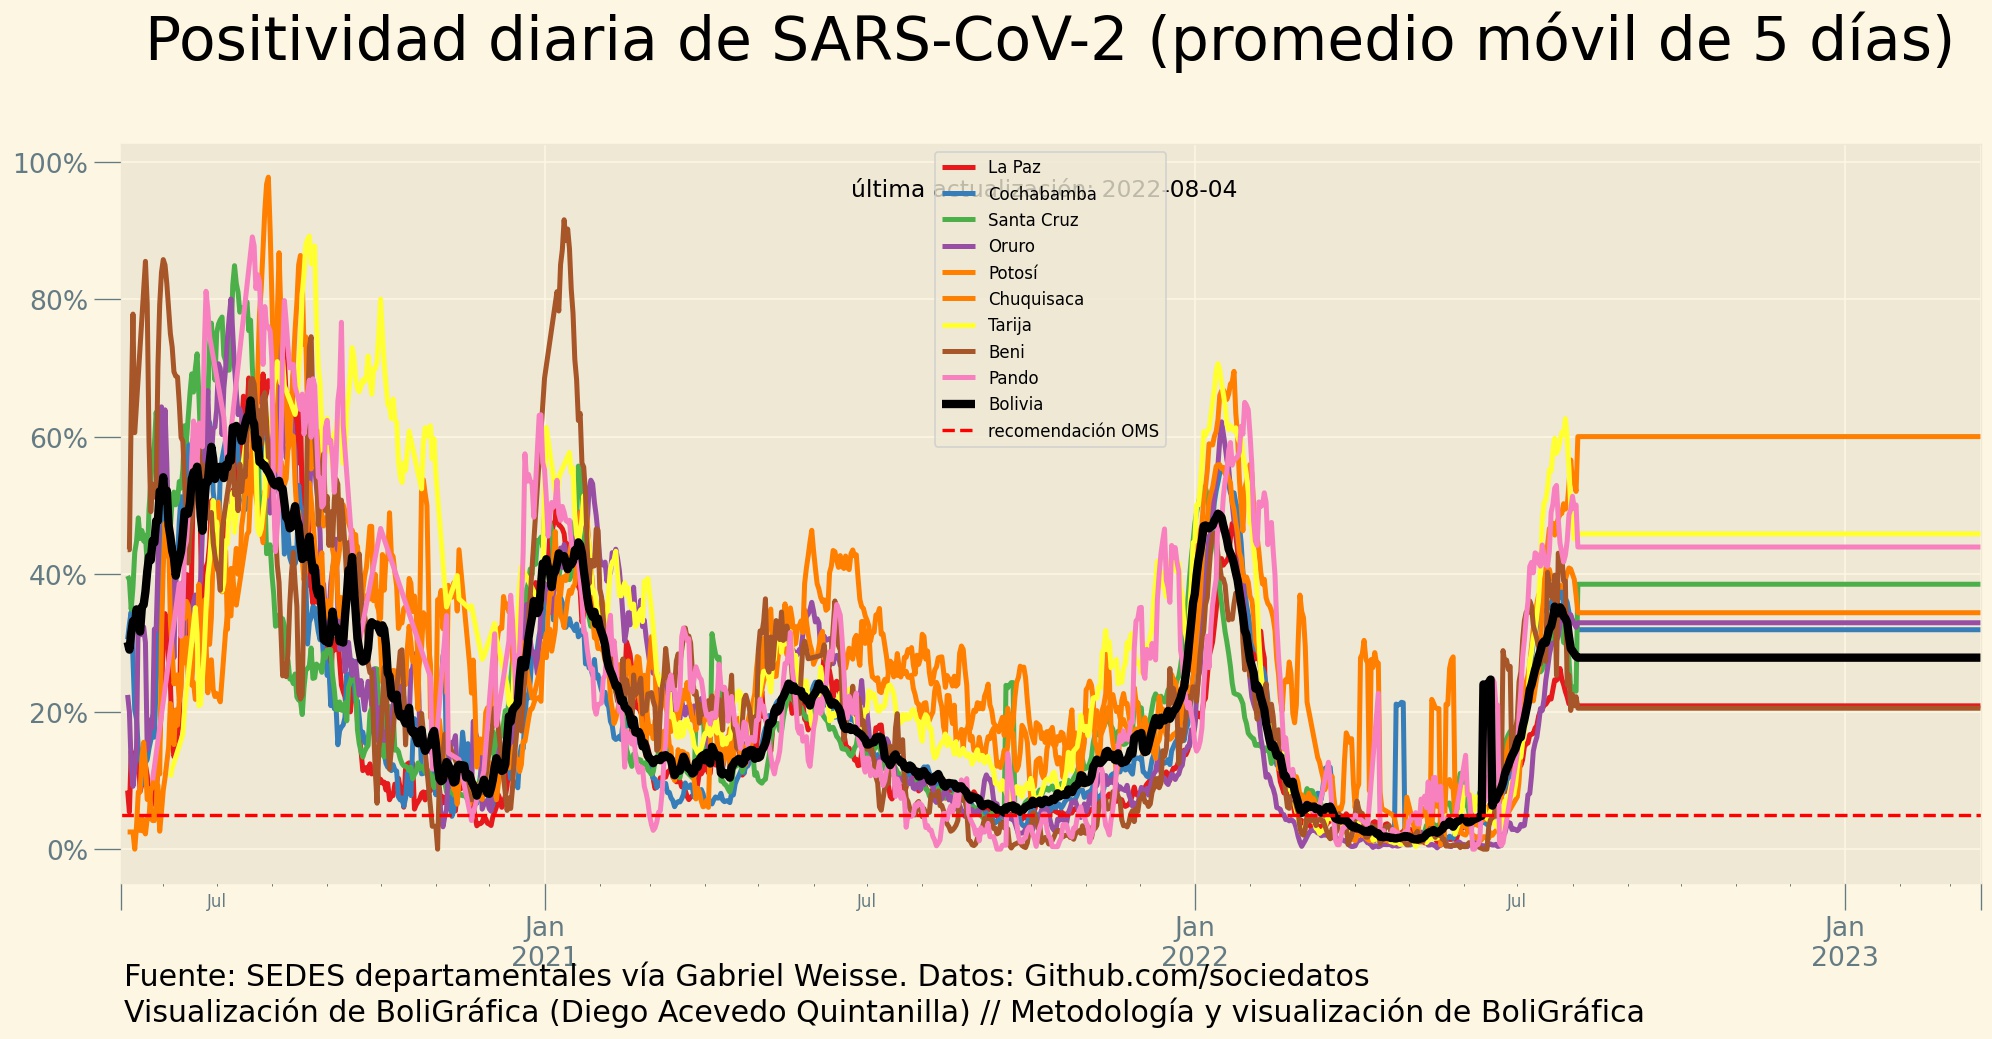 Positividad diaria de SARS-CoV-2 (promedio móvil de 5 días)
100%
80%
60%
40%
20%
0%
última actualización: 2022-08-04
La Paz
Cochabamba
Santa Cruz
Oruro
Potosí
Chuquisaca
Tarija
Beni
Pando
Bolivia
recomendación OMS
Jul
Jul
Jul
Jan
2021
Jan
2022
Jan
2023
Fuente: SEDES departamentales vía Gabriel Weisse. Datos: Github.com/sociedatos
Visualización de BoliGráfica (Diego Acevedo Quintanilla) // Metodología y visualización de BoliGráfica